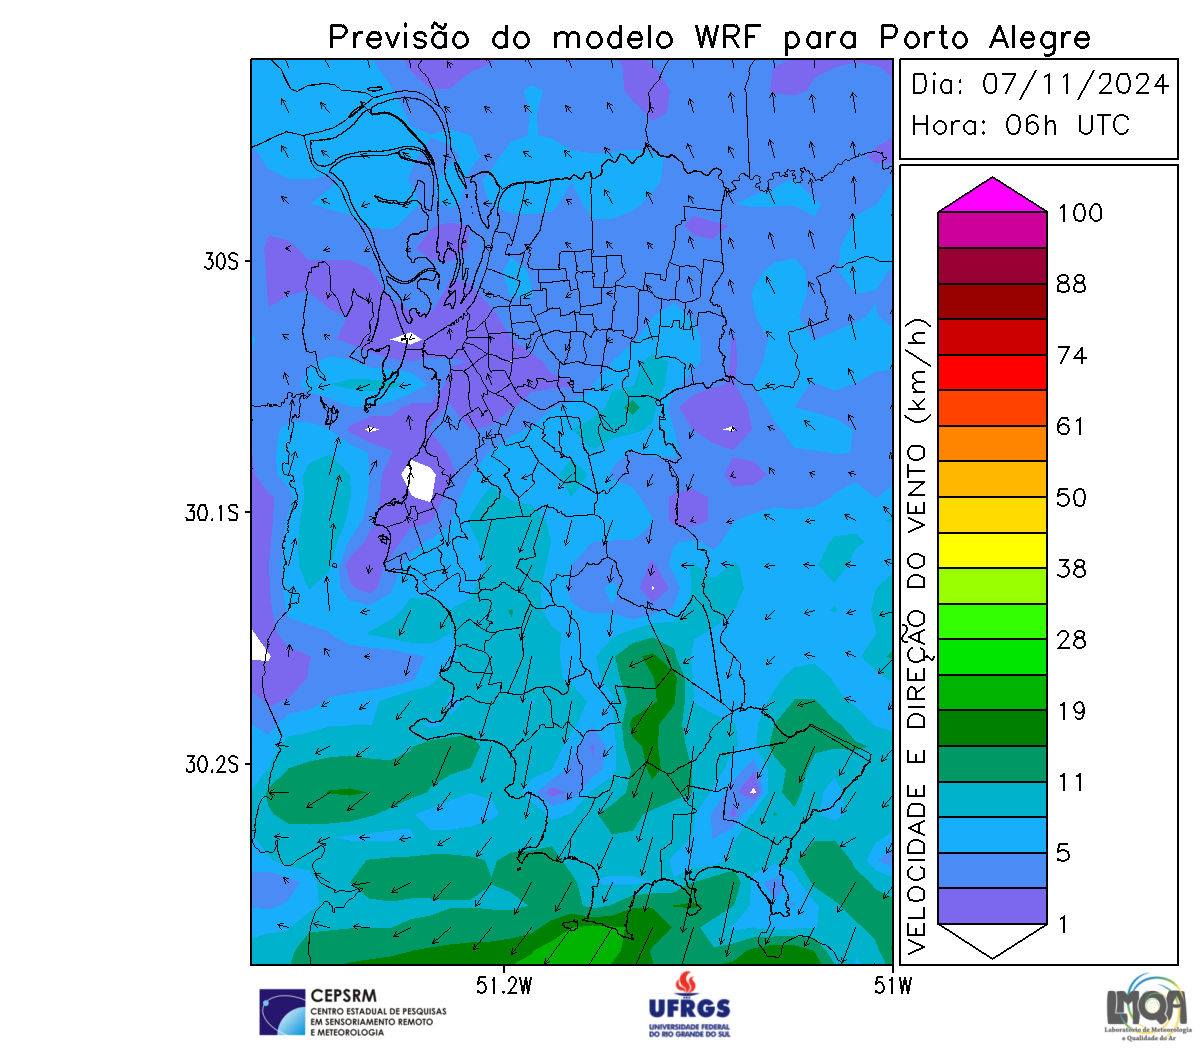 Previsão do modelo WRF para Porto Alegre
Dia: 07/11/2024
Hora: 06h UTC
100
88
74
61
50
38
28
19
11
5
1
VELOCIDADE E DIREÇÃO DO VENTO (km/h)
30S
30.1S
30.2S
51.2W
51W
CEPSRM
CENTRO ESTADUAL DE PESQUISAS
EM SENSORIAMENTO REMOTO
E METEOROLOGIA
UFRGS
UNIVERSIDADE FEDERAL
DO RIO GRANDE DO SUL
LMQA
Laboratório de Meteorologia
e Qualidade do Ar